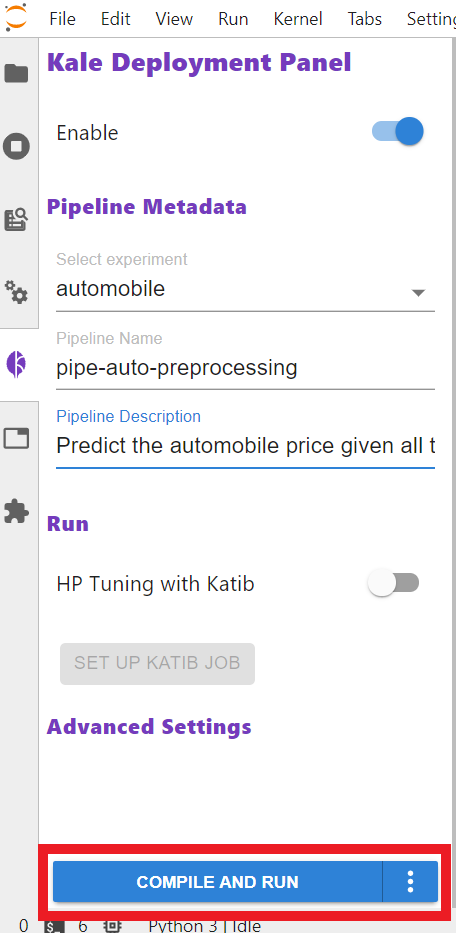 File Edit View Run Kernel Tabs
Kale Deployment Panel
Enable
Pipeline Metadata
Select experiment
automobile
Pipeline Name
pipe-auto-preprocessing
Pipeline Description
Predict the automobile price given all t
Run
HP Tuning with Katib
SET UP KATIB JOB
Advanced Settings
COMPILE AND RUN
0 6 Python 3 | Idle